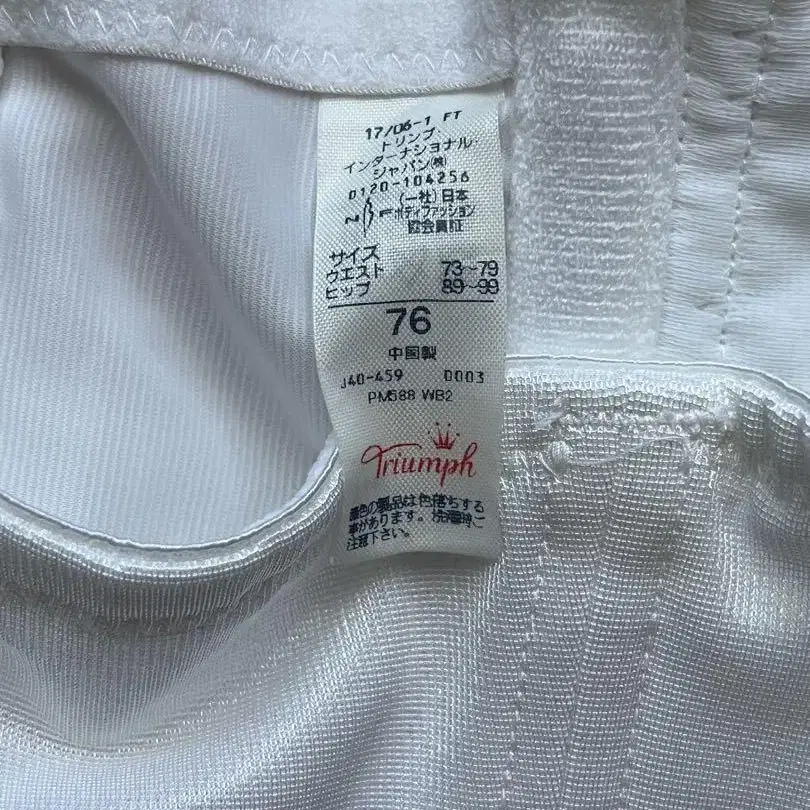 17/06-1 FT
トリンプ・
インターナショナル・
ジャパン(株)
0120-104256
(一社)日本
NBF ボディファッション
協会会員証
サイズ
ウエスト 73~79
ヒップ 89~99
76
中国製
J40-459 0003
PM588 WB2
Triumph
着色の製品は色落ちする
事があります。洗濯時ご
注意下さい。